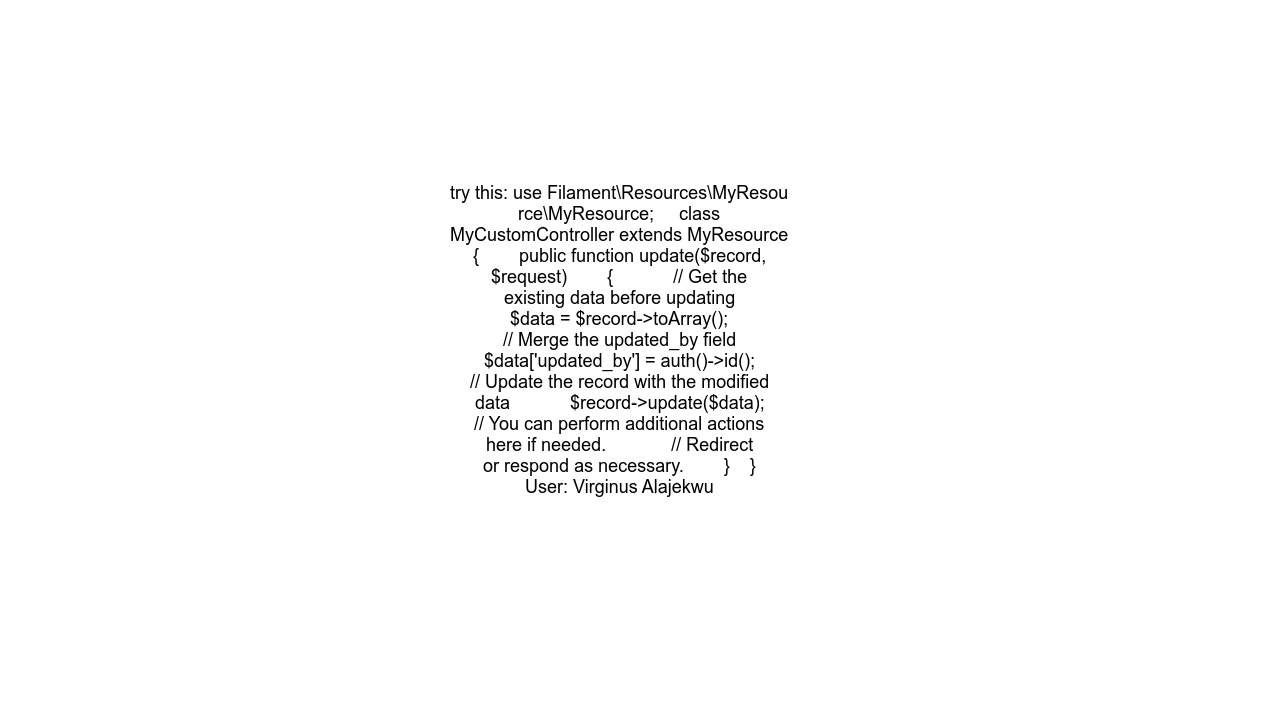 try this: use Filament\Resources\MyResou
rce\MyResource;     class
MyCustomController extends MyResource
{        public function update($record,
$request)        {            // Get the
existing data before updating
$data = $record->toArray();
// Merge the updated_by field
$data['updated_by'] = auth()->id();
// Update the record with the modified
data            $record->update($data);
// You can perform additional actions
here if needed.             // Redirect
or respond as necessary.        }    }
User: Virginus Alajekwu